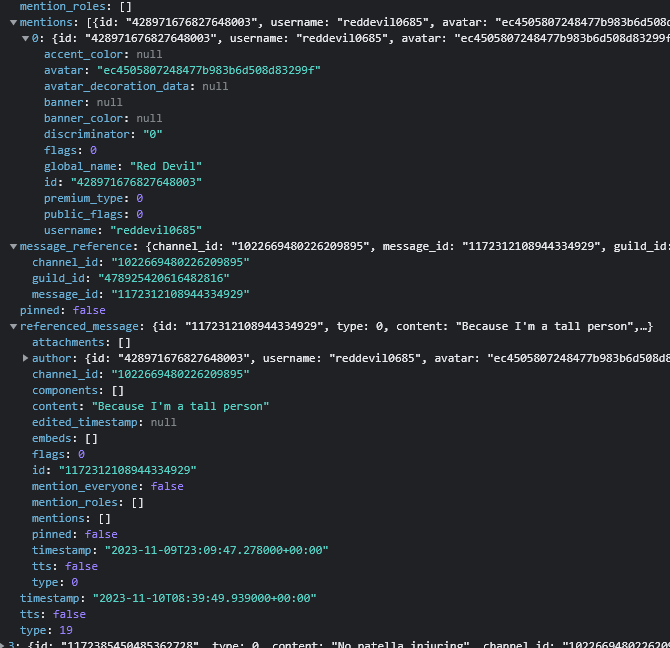 mention_roles: []
mentions: [{id: "428971676827648003", username: "reddevil0685", avatar: "ec4505807248477b983b6d508d
0: {id: "428971676827648003", username: "reddevil0685", avatar: "ec4505807248477b983b6d508d83299f
accent_color: null
avatar: "ec4505807248477b983b6d508d83299f"
avatar_decoration_data: null
banner: null
banner_color: null
discriminator: "0"
flags: 0
global_name: "Red Devil"
id: "428971676827648003"
premium_type: 0
public_flags: 0
username: "reddevil0685"
message_reference: {channel_id: "1022669480226209895", message_id: "1172312108944334929", guild_id:
channel_id: "1022669480226209895"
guild_id: "478925420616482816"
message_id: "1172312108944334929"
pinned: false
referenced_message: {id: "1172312108944334929", type: 0, content: "Because I'm a tall person",…}
attachments: []
author: {id: "428971676827648003", username: "reddevil0685", avatar: "ec4505807248477b983b6d508d8
channel_id: "1022669480226209895"
components: []
content: "Because I'm a tall person"
edited_timestamp: null
embeds: []
flags: 0
id: "1172312108944334929"
mention_everyone: false
mention_roles: []
mentions: []
pinned: false
timestamp: "2023-11-09T23:09:47.278000+00:00"
tts: false
type: 0
timestamp: "2023-11-10T08:39:49.939000+00:00"
tts: false
type: 19
3: {id: "1172385450485362728", type: 0, content: "No patella injuring", channel_id: "10226694802262098